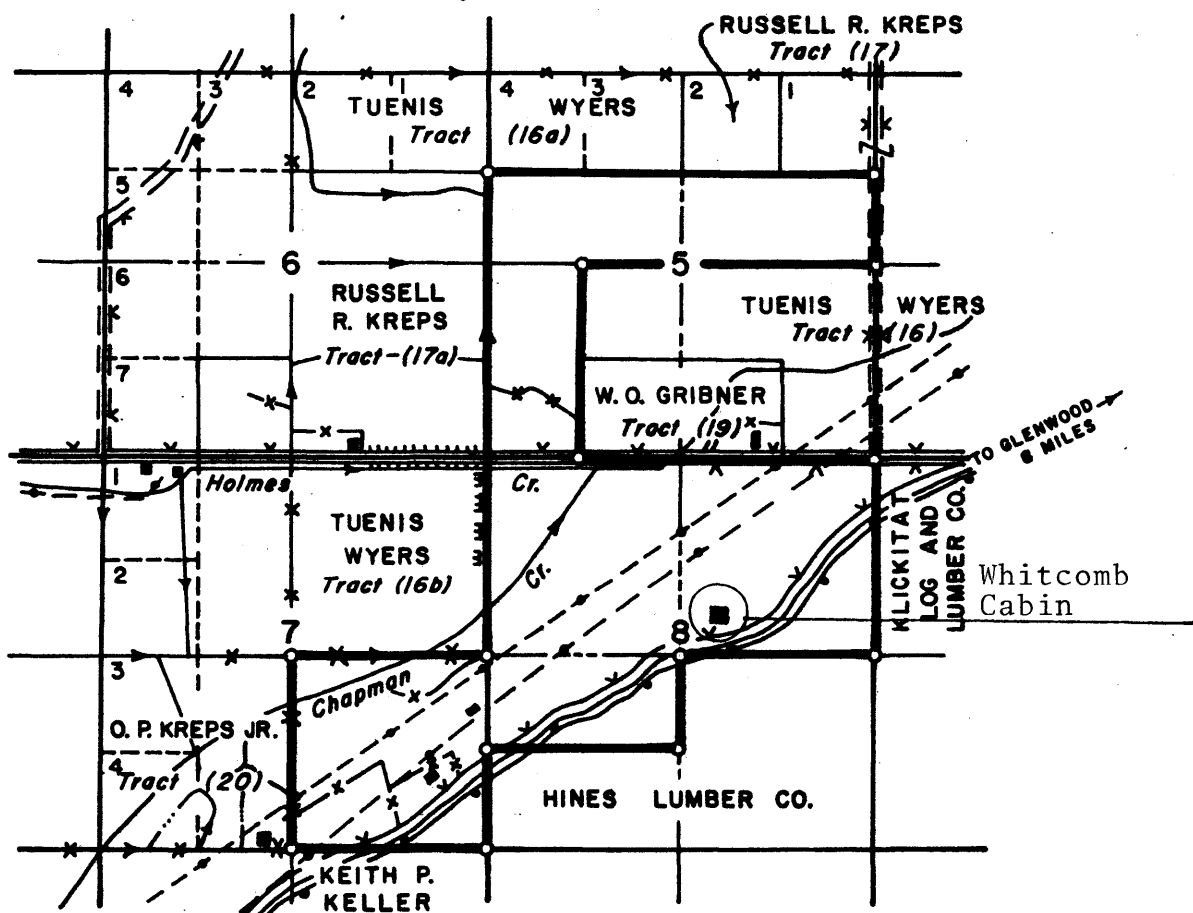 RUSSELL R. KREPS
Tract (17)
4 3 2 4 3 2 1
TUENIS WYERS
Tract (16a)
5
6
6 5
RUSSELL
R. KREPS
Tract-(17a)
TUENIS WYERS
Tract (16)
7
W. O. GRIBNER
Tract (19)
TO GLENWOOD
6 MILES
1
Holmes Cr.
TUENIS
WYERS
Tract (16b)
2
Cr.
KLICKITAT
LOG AND
LUMBER CO.
Whitcomb
Cabin
7 8
3
Chapman
O. P. KREPS JR.
4
Tract (20)
HINES LUMBER CO.
KEITH P.
KELLER